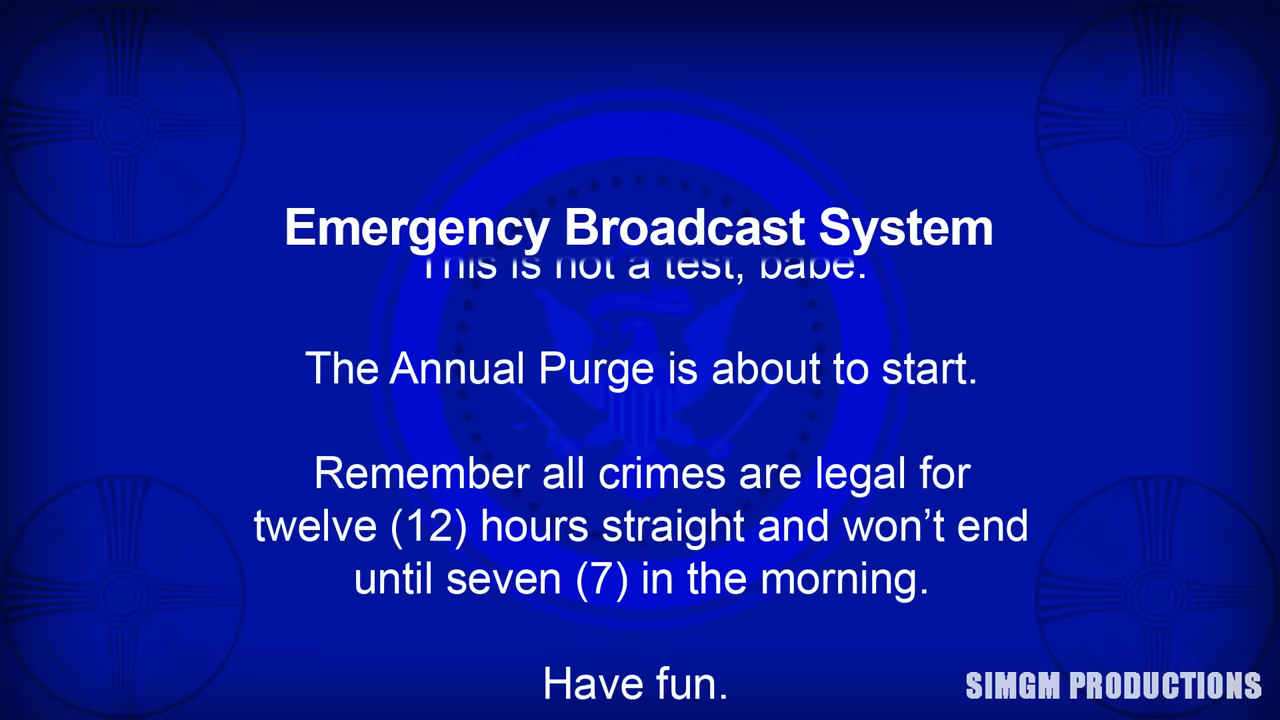 Emergency Broadcast System
This is not a test, babe.
The Annual Purge is about to start.
Remember all crimes are legal for
twelve (12) hours straight and won’t end
until seven (7) in the morning.
Have fun.
SIMGM PRODUCTIONS